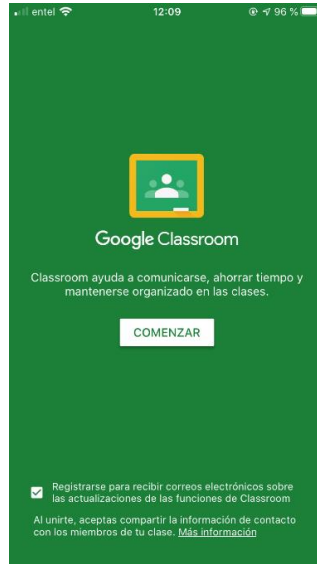 entel 12:09 96 %
Google Classroom
Classroom ayuda a comunicarse, ahorrar tiempo y
mantenerse organizado en las clases.
COMENZAR
Registrarse para recibir correos electrónicos sobre
las actualizaciones de las funciones de Classroom
Al unirte, aceptas compartir la información de contacto
con los miembros de tu clase. Más información